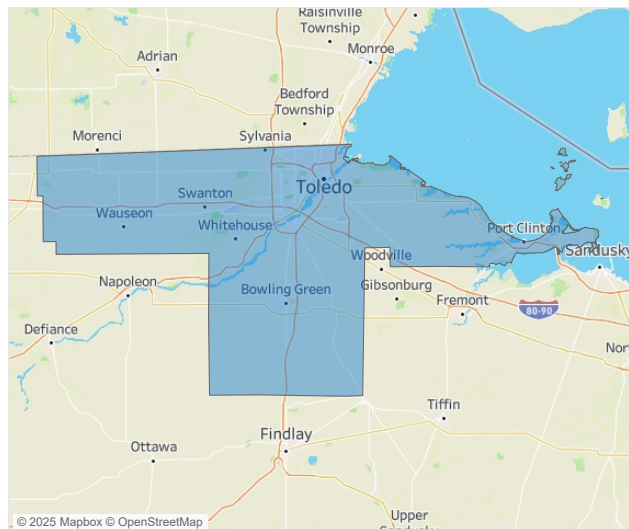 Raisinville
Township
Monroe
Adrian
Bedford
Township
Morenci
Sylvania
Toledo
Swanton
Wauseon
Whitehouse
Port Clinton
Sandusky
Woodville
Napoleon
Bowling Green
Gibsonburg
Fremont
80-90
Defiance
Nor
Tiffin
Findlay
Ottawa
Upper
© 2025 Mapbox © OpenStreetMap